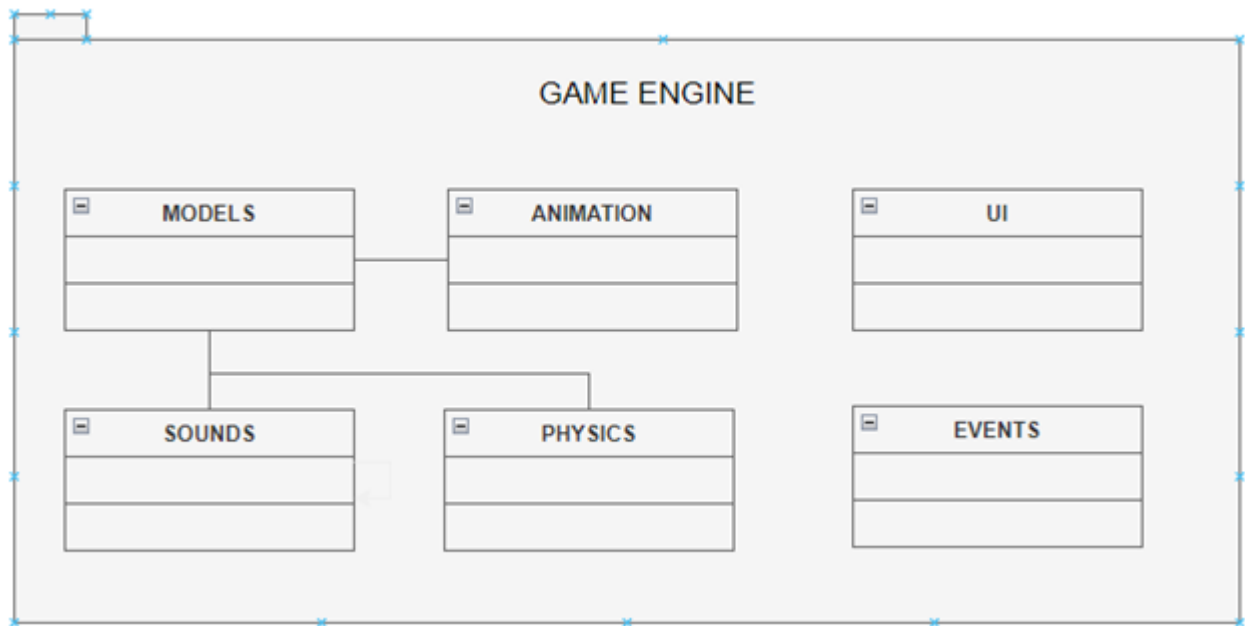 GAME ENGINE
MODELS
ANIMATION
UI
SOUNDS
PHYSICS
EVENTS